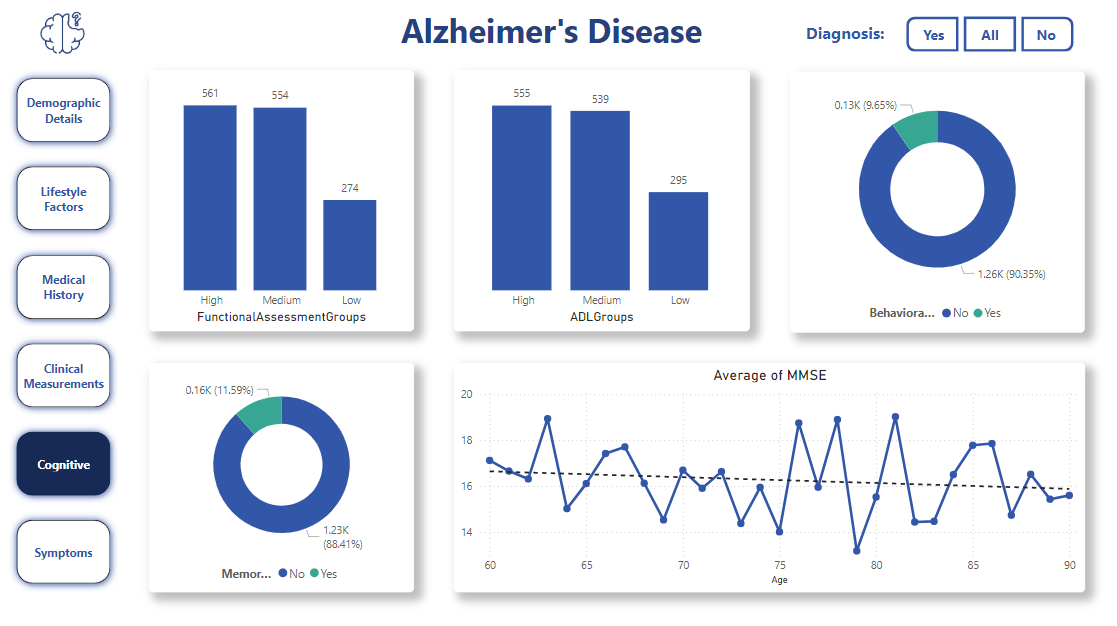 Alzheimer's Disease
Diagnosis:
Yes
All
No
Demographic
Details
Lifestyle
Factors
Medical
History
Clinical
Measurements
Cognitive
Symptoms
561
554
274
High
Medium
Low
FunctionalAssessmentGroups
555
539
295
High
Medium
Low
ADLGroups
0.13K (9.65%)
1.26K (90.35%)
Behaviora... No Yes
0.16K (11.59%)
1.23K
(88.41%)
Memor... No Yes
Average of MMSE
20
18
16
14
60 65 70 75 80 85 90
Age